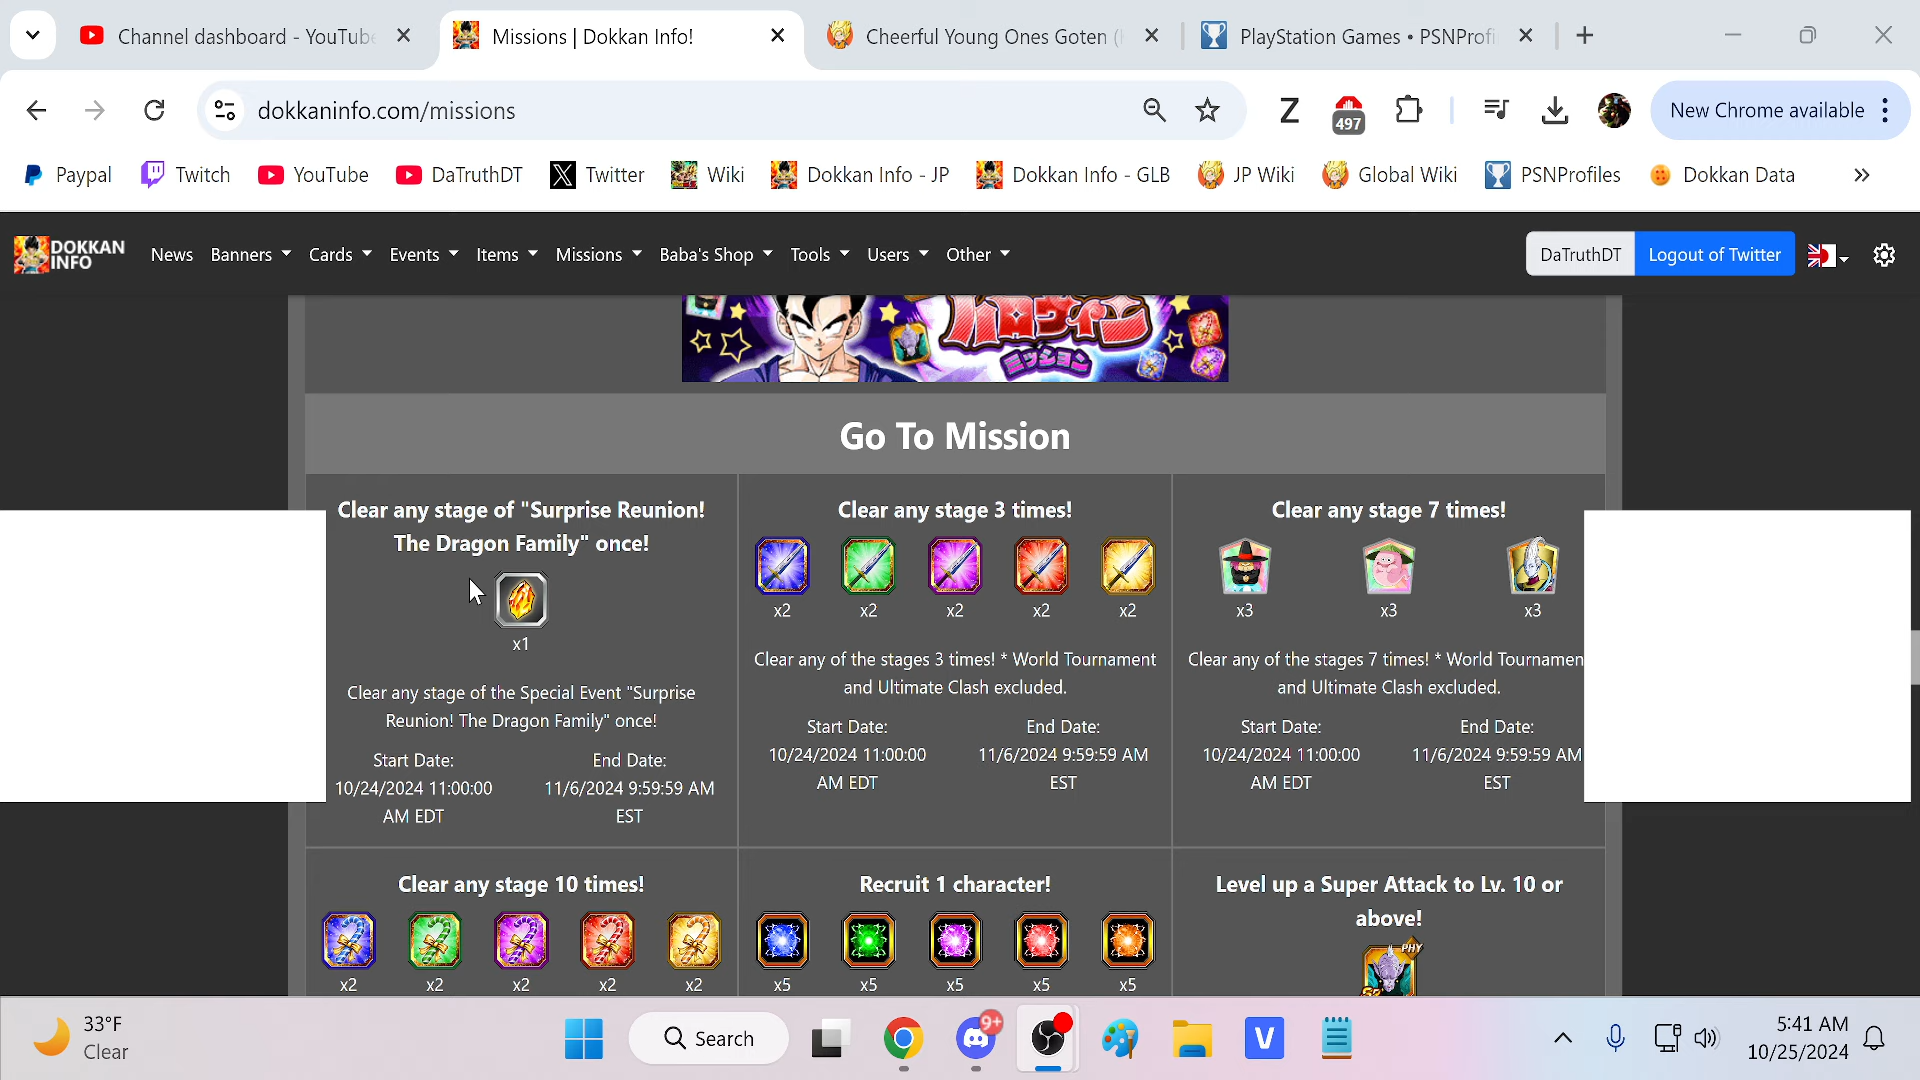 Channel dashboard - YouTube
Missions | Dokkan Info!
Cheerful Young Ones Goten (
PlayStation Games • PSNProfi
dokkaninfo.com/missions
Z
497
New Chrome available
Paypal
Twitch
YouTube
DaTruthDT
Twitter
Wiki
Dokkan Info - JP
Dokkan Info - GLB
JP Wiki
Global Wiki
PSNProfiles
Dokkan Data
DOKKAN
INFO
News
Banners
Cards
Events
Items
Missions
Baba's Shop
Tools
Users
Other
DaTruthDT
Logout of Twitter
ハロウィン
ミッション
Go To Mission
Clear any stage of "Surprise Reunion!
The Dragon Family" once!
x1
Clear any stage of the Special Event "Surprise
Reunion! The Dragon Family" once!
Start Date:
10/24/2024 11:00:00
AM EDT
End Date:
11/6/2024 9:59:59 AM
EST
Clear any stage 3 times!
x2
x2
x2
x2
x2
Clear any of the stages 3 times! * World Tournament
and Ultimate Clash excluded.
Start Date:
10/24/2024 11:00:00
AM EDT
End Date:
11/6/2024 9:59:59 AM
EST
Clear any stage 7 times!
x3
x3
x3
Clear any of the stages 7 times! * World Tournamen
and Ultimate Clash excluded.
Start Date:
10/24/2024 11:00:00
AM EDT
End Date:
11/6/2024 9:59:59 AM
EST
Clear any stage 10 times!
x2
x2
x2
x2
x2
Recruit 1 character!
x5
x5
x5
x5
x5
Level up a Super Attack to Lv. 10 or
above!
PHY
33°F
Clear
Search
9+
V
5:41 AM
10/25/2024